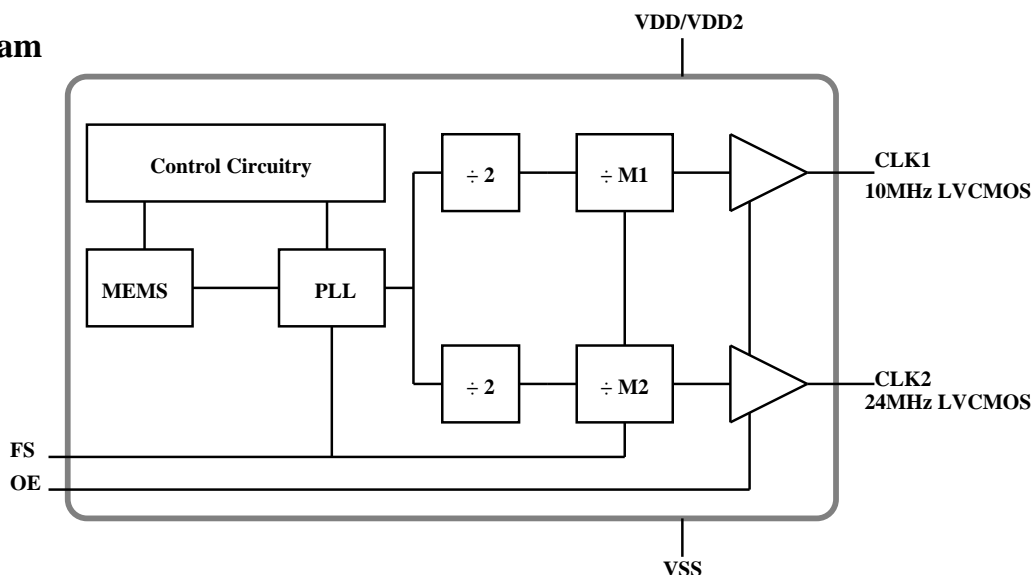 VDD/VDD2
am
Control Circuitry
÷ 2
÷ M1
CLK1
10MHz LVCMOS
MEMS
PLL
÷ 2
÷ M2
CLK2
24MHz LVCMOS
FS
OE
VSS